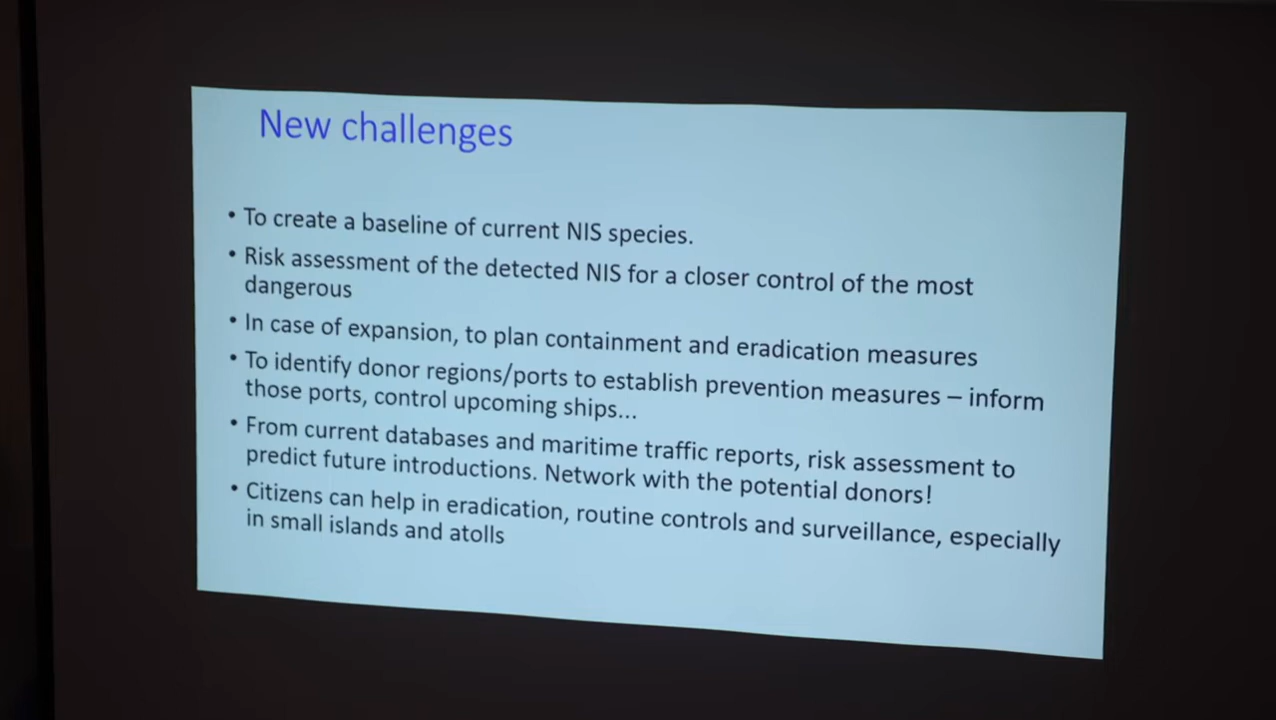 New challenges
• To create a baseline of current NIS species.
• Risk assessment of the detected NIS for a closer control of the most
dangerous
• In case of expansion, to plan containment and eradication measures
• To identify donor regions/ports to establish prevention measures – inform
those ports, control upcoming ships...
• From current databases and maritime traffic reports, risk assessment to
predict future introductions. Network with the potential donors!
• Citizens can help in eradication, routine controls and surveillance, especially
in small islands and atolls